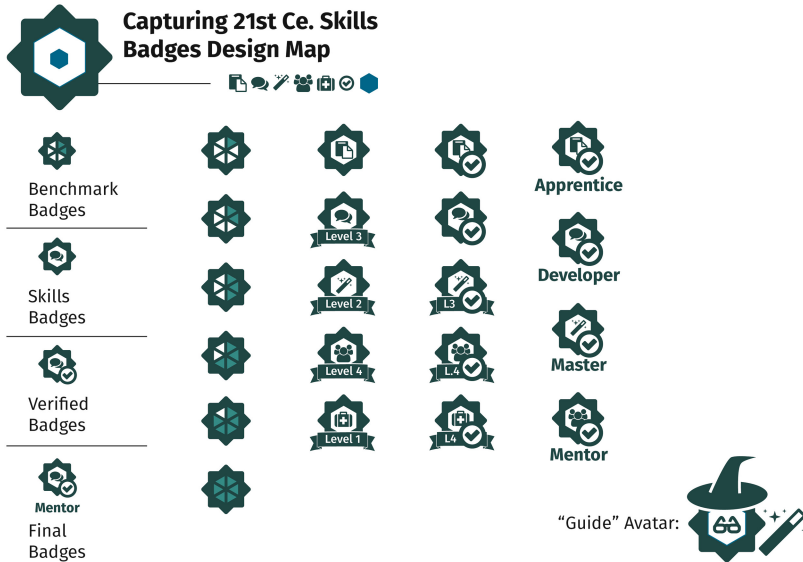 Capturing 21st Ce. Skills
Badges Design Map
Benchmark
Badges
Skills
Badges
Verified
Badges
Mentor
Final
Badges
Level 3
Level 2
Level 4
Level 1
L3
L.4
L4
Apprentice
Developer
Master
Mentor
“Guide” Avatar: